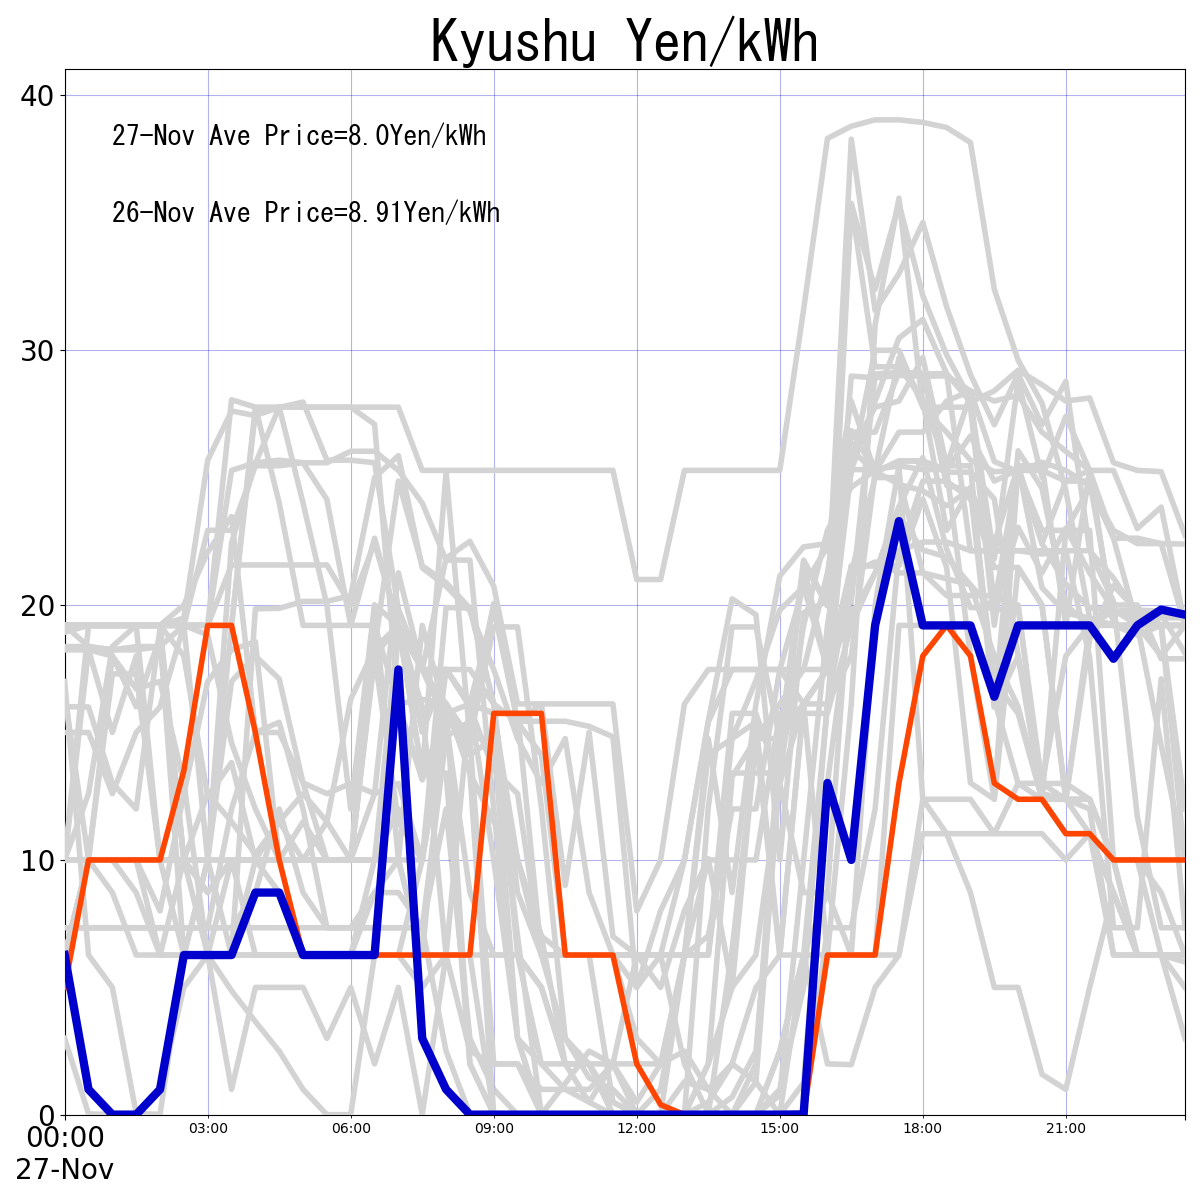 Kyushu Yen/kWh
40
27-Nov Ave Price=8.0Yen/kWh
26-Nov Ave Price=8.91Yen/kWh
30
20
10
0
00:00 03:00 06:00 09:00 12:00 15:00 18:00 21:00
27-Nov